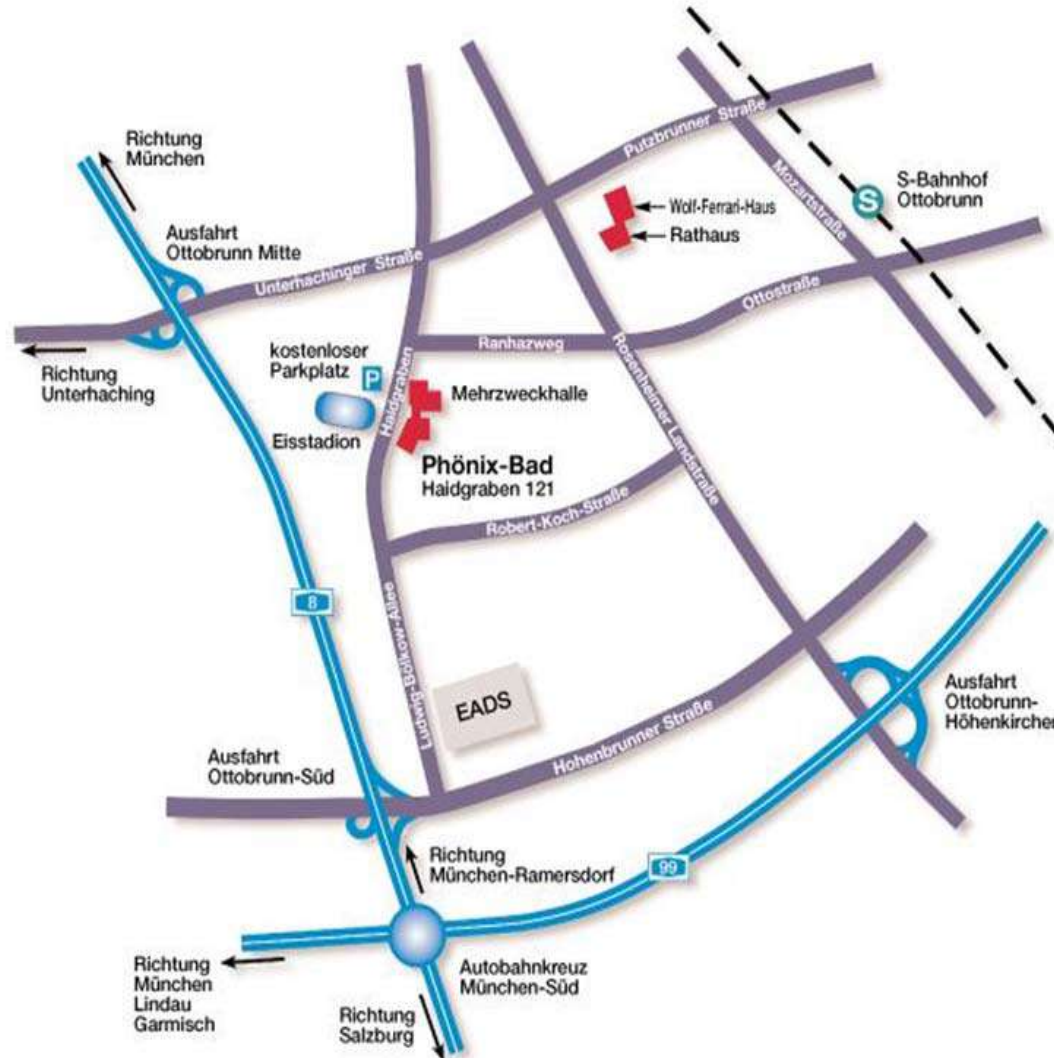 Richtung
München
Ausfahrt
Ottobrunn Mitte
Unterhachinger Straße
Putzbrunner Straße
Mozartstraße
S
S-Bahnhof
Ottobrunn
Wolf-Ferrari-Haus
Rathaus
Ottostraße
Richtung
Unterhaching
kostenloser
Parkplatz
P
Eisstadion
Haidgraben
Ranhazweg
Rosenheimer Landstraße
Mehrzweckhalle
Phönix-Bad
Haidgraben 121
Robert-Koch-Straße
8
Ludwig-Bölkow-Allee
EADS
Hohenbrunner Straße
Ausfahrt
Ottobrunn-
Höhenkirchen
Ausfahrt
Ottobrunn-Süd
Richtung
München-Ramersdorf
99
Richtung
München
Lindau
Garmisch
Autobahnkreuz
München-Süd
Richtung
Salzburg